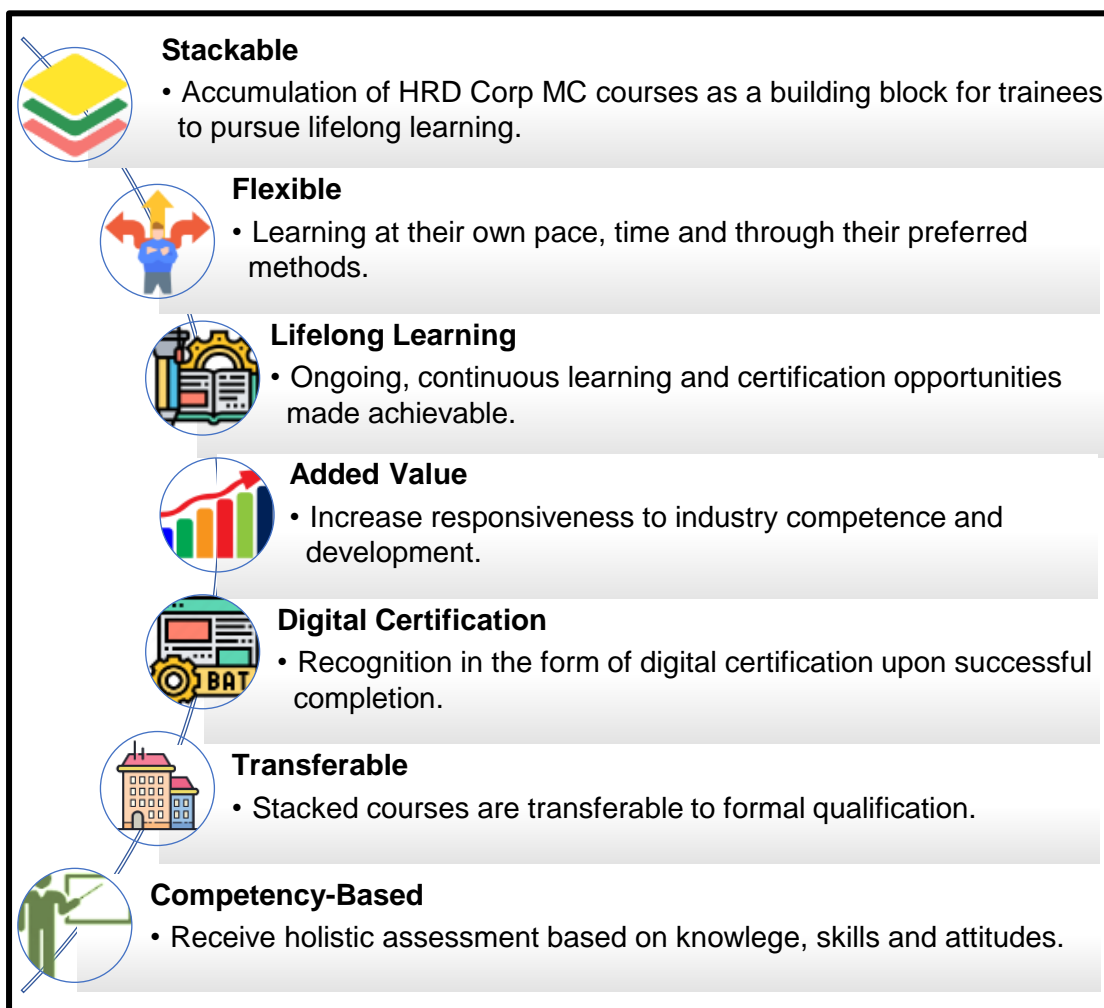 Stackable
• Accumulation of HRD Corp MC courses as a building block for trainees
to pursue lifelong learning.
Flexible
• Learning at their own pace, time and through their preferred
methods.
Lifelong Learning
• Ongoing, continuous learning and certification opportunities
made achievable.
Added Value
• Increase responsiveness to industry competence and
development.
Digital Certification
BAT
• Recognition in the form of digital certification upon successful
completion.
Transferable
• Stacked courses are transferable to formal qualification.
Competency-Based
• Receive holistic assessment based on knowlege, skills and attitudes.